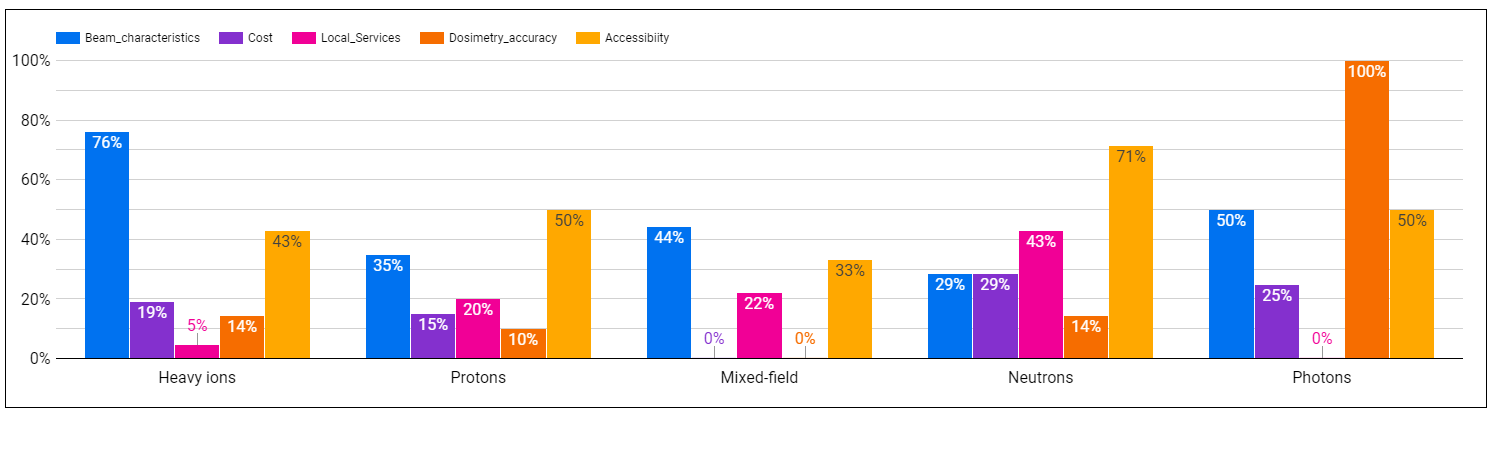 Beam_characteristics Cost Local_Services Dosimetry_accuracy Accessibiity
100%
80%
60%
40%
20%
0%
76% 19% 5% 14% 43%
35% 15% 20% 10% 50%
44% 0% 22% 0% 33%
29% 29% 43% 14% 71%
50% 25% 0% 100% 50%
Heavy ions Protons Mixed-field Neutrons Photons